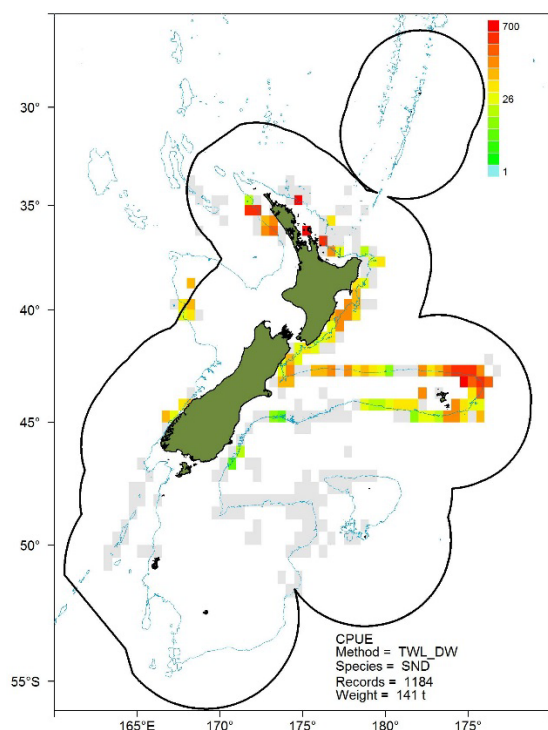 700
26
1
30°
35°
40°
45°
50°
55°S
CPUE
Method = TWL_DW
Species = SND
Records = 1184
Weight = 141 t
165°E 170° 175° 180° 175°